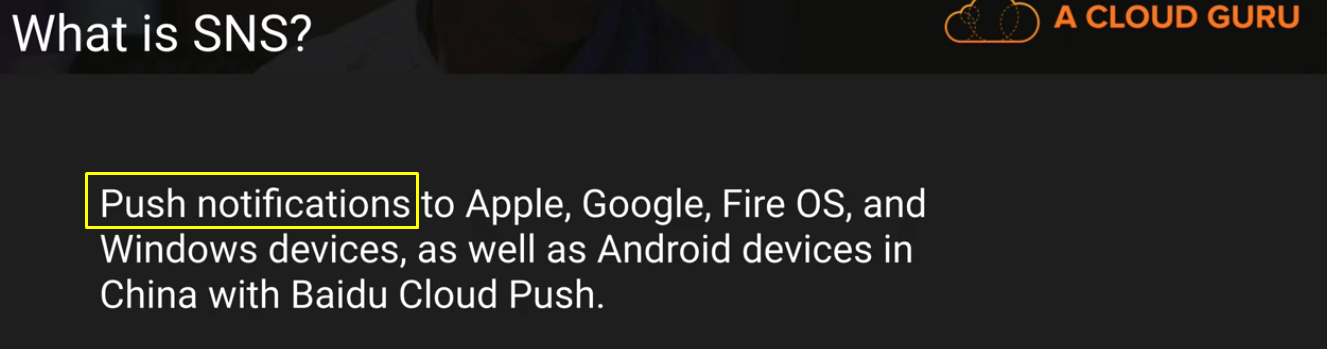 What is SNS?
A CLOUD GURU
Push notifications to Apple, Google, Fire OS, and
Windows devices, as well as Android devices in
China with Baidu Cloud Push.